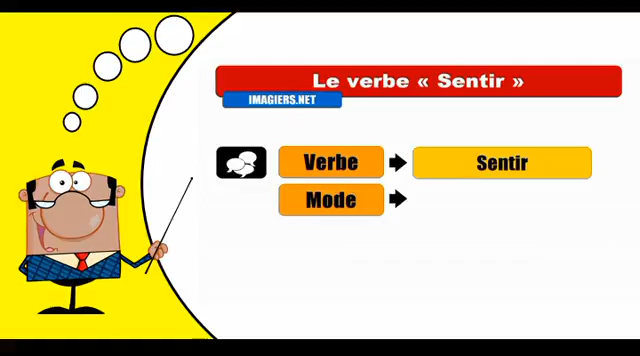 Le verbe « Sentir »
IMAGIERS.NET
Verbe Sentir
Mode